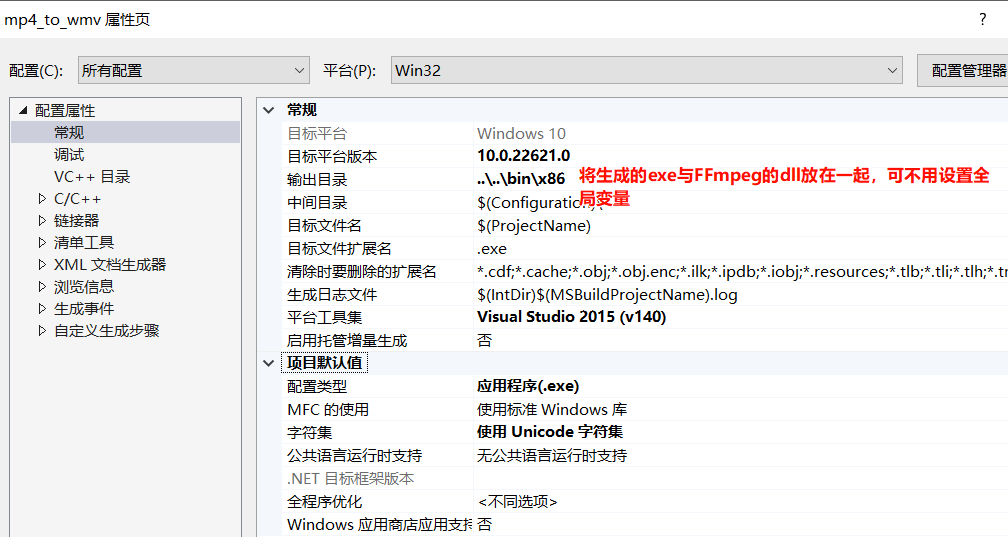 mp4_to_wmv 属性页 ?
配置(C): 所有配置 平台(P): Win32 配置管理器
配置属性
常规
调试
VC++ 目录
C/C++
链接器
清单工具
XML 文档生成器
浏览信息
生成事件
自定义生成步骤
常规
目标平台 Windows 10
目标平台版本 10.0.22621.0
输出目录 ..\..\bin\x86
将生成的exe与FFmpeg的dll放在一起，可不用设置全
局变量
中间目录 $(Configuration)\
目标文件名 $(ProjectName)
目标文件扩展名 .exe
清除时要删除的扩展名 *.cdf;*.cache;*.obj;*.obj.enc;*.ilk;*.ipdb;*.iobj;*.resources;*.tlb;*.tli;*.tlh;*.tr
生成日志文件 $(IntDir)$(MSBuildProjectName).log
平台工具集 Visual Studio 2015 (v140)
启用托管增量生成 否
项目默认值
配置类型 应用程序(.exe)
MFC 的使用 使用标准 Windows 库
字符集 使用 Unicode 字符集
公共语言运行时支持 无公共语言运行时支持
.NET 目标框架版本
全程序优化 <不同选项>
Windows 应用商店应用支持 否